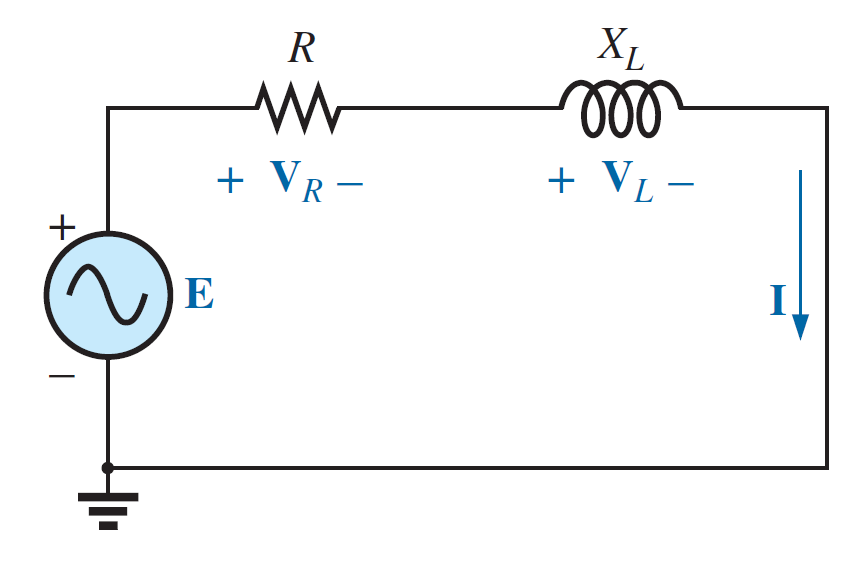 R
X_L
+ V_R –
+ V_L –
+
E
I
–